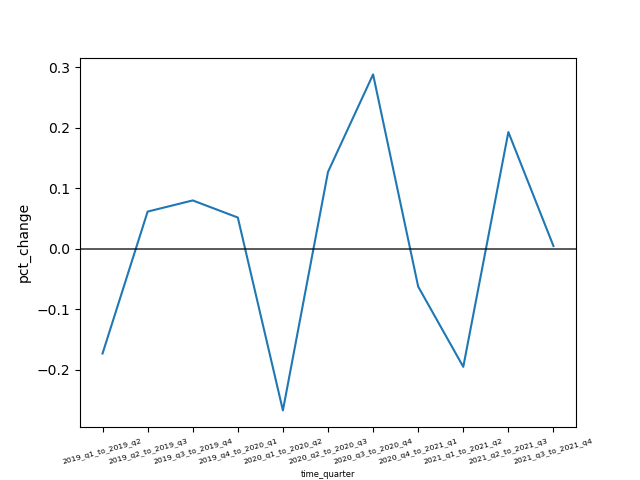 0.3
0.2
0.1
0.0
−0.1
−0.2
pct_change
2019_q1_to_2019_q2
2019_q2_to_2019_q3
2019_q3_to_2019_q4
2019_q4_to_2020_q1
2020_q1_to_2020_q2
2020_q2_to_2020_q3
2020_q3_to_2020_q4
2020_q4_to_2021_q1
2021_q1_to_2021_q2
2021_q2_to_2021_q3
2021_q3_to_2021_q4
time_quarter